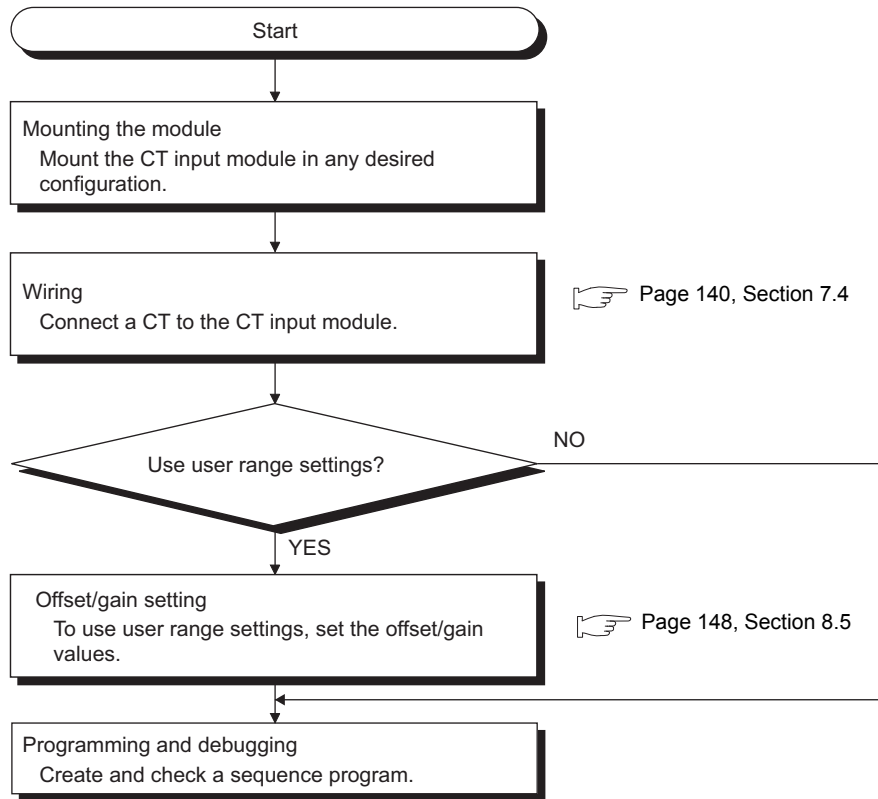 Start
Mounting the module
Mount the CT input module in any desired
configuration.
Wiring
Connect a CT to the CT input module.
Page 140, Section 7.4
Use user range settings?
NO
YES
Offset/gain setting
To use user range settings, set the offset/gain
values.
Page 148, Section 8.5
Programming and debugging
Create and check a sequence program.